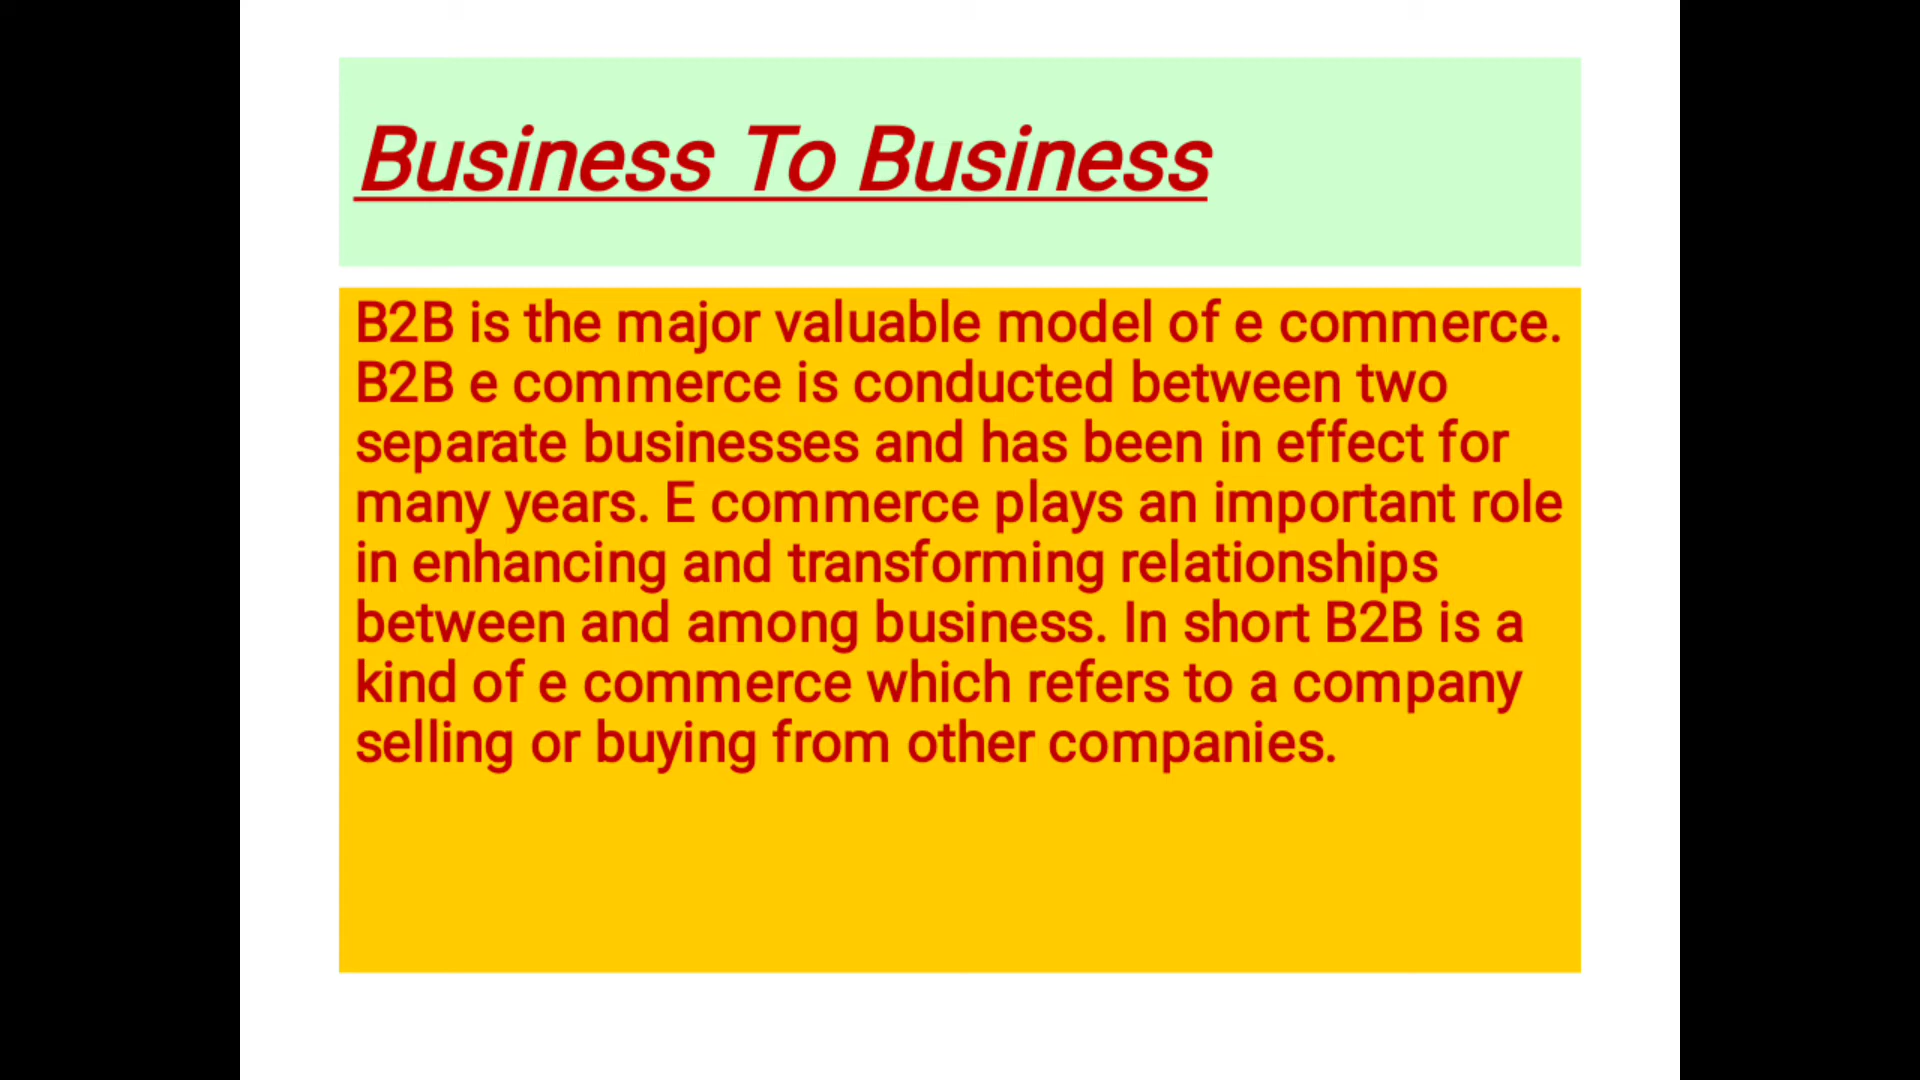 Business To Business
B2B is the major valuable model of e commerce.
B2B e commerce is conducted between two
separate businesses and has been in effect for
many years. E commerce plays an important role
in enhancing and transforming relationships
between and among business. In short B2B is a
kind of e commerce which refers to a company
selling or buying from other companies.